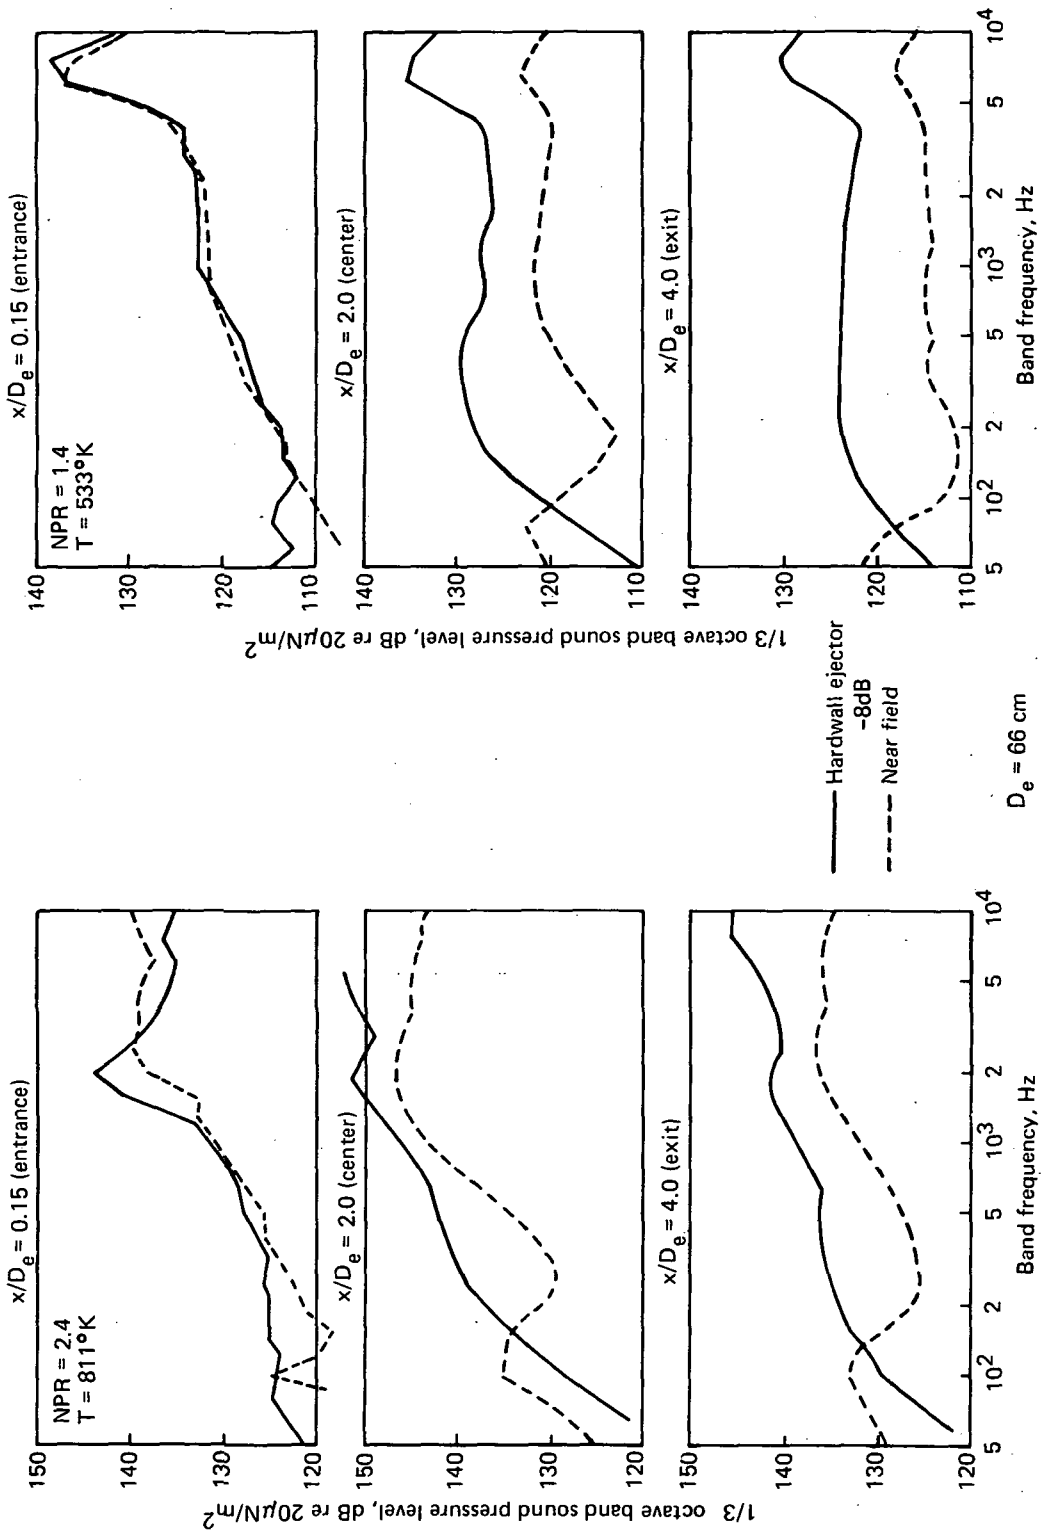 x/De = 0.15 (entrance)
NPR = 2.4
T = 811°K
150
140
130
120
x/De = 2.0 (center)
150
140
130
120
x/De = 4.0 (exit)
150
140
130
120
5
10²
2
5
10³
2
5
10⁴
Band frequency, Hz
1/3 octave band sound pressure level, dB re 20μN/m²
x/De = 0.15 (entrance)
NPR = 1.4
T = 533°K
140
130
120
110
x/De = 2.0 (center)
140
130
120
110
x/De = 4.0 (exit)
140
130
120
110
5
10²
2
5
10³
2
5
10⁴
Band frequency, Hz
1/3 octave band sound pressure level, dB re 20μN/m²
Hardwall ejector
-8dB
Near field
De = 66 cm